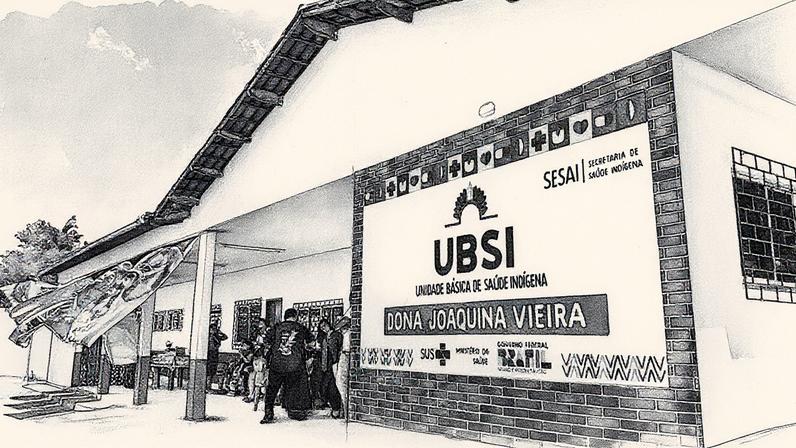 SESAI
SECRETARIA DE
SAÚDE INDÍGENA
UBSI
UNIDADE BÁSICA DE SAÚDE INDÍGENA
DONA JOAQUINA VIEIRA
SUS
MINISTÉRIO DA
SAÚDE
GOVERNO FEDERAL
BRASIL